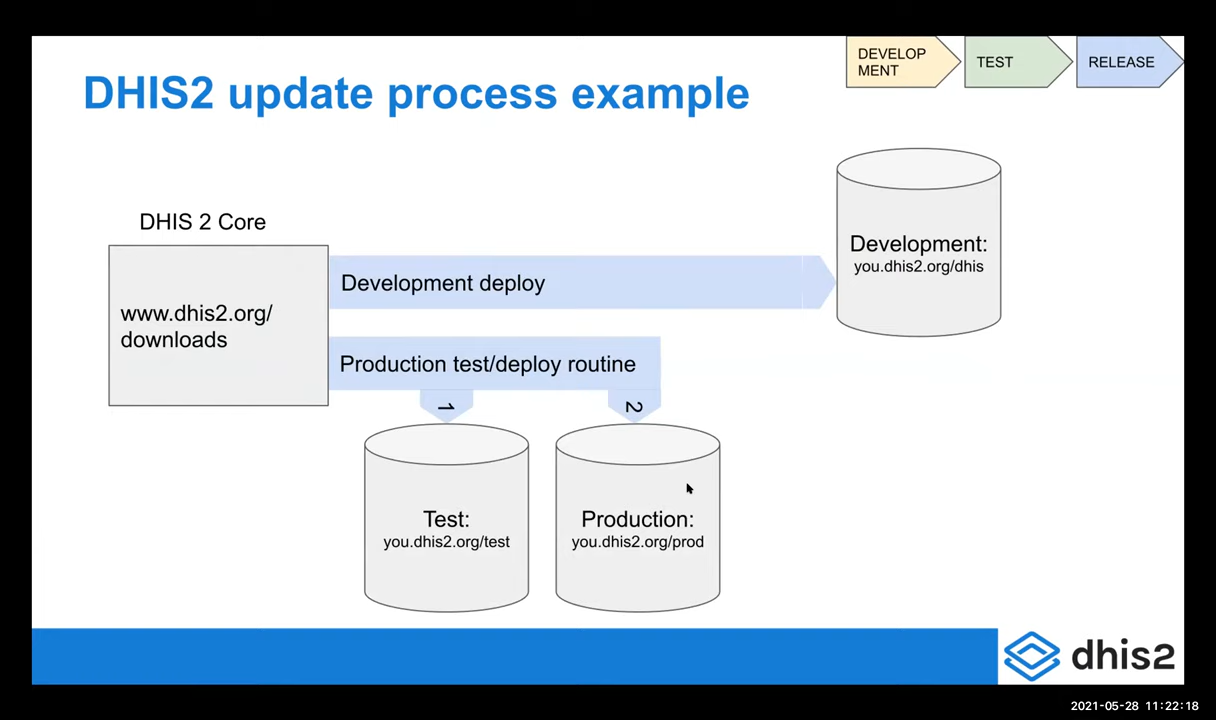 DEVELOP
MENT
TEST
RELEASE
DHIS2 update process example
DHIS 2 Core
www.dhis2.org/
downloads
Development deploy
Development:
you.dhis2.org/dhis
Production test/deploy routine
1
2
Test:
you.dhis2.org/test
Production:
you.dhis2.org/prod
dhis2
2021-05-28 11:22:18